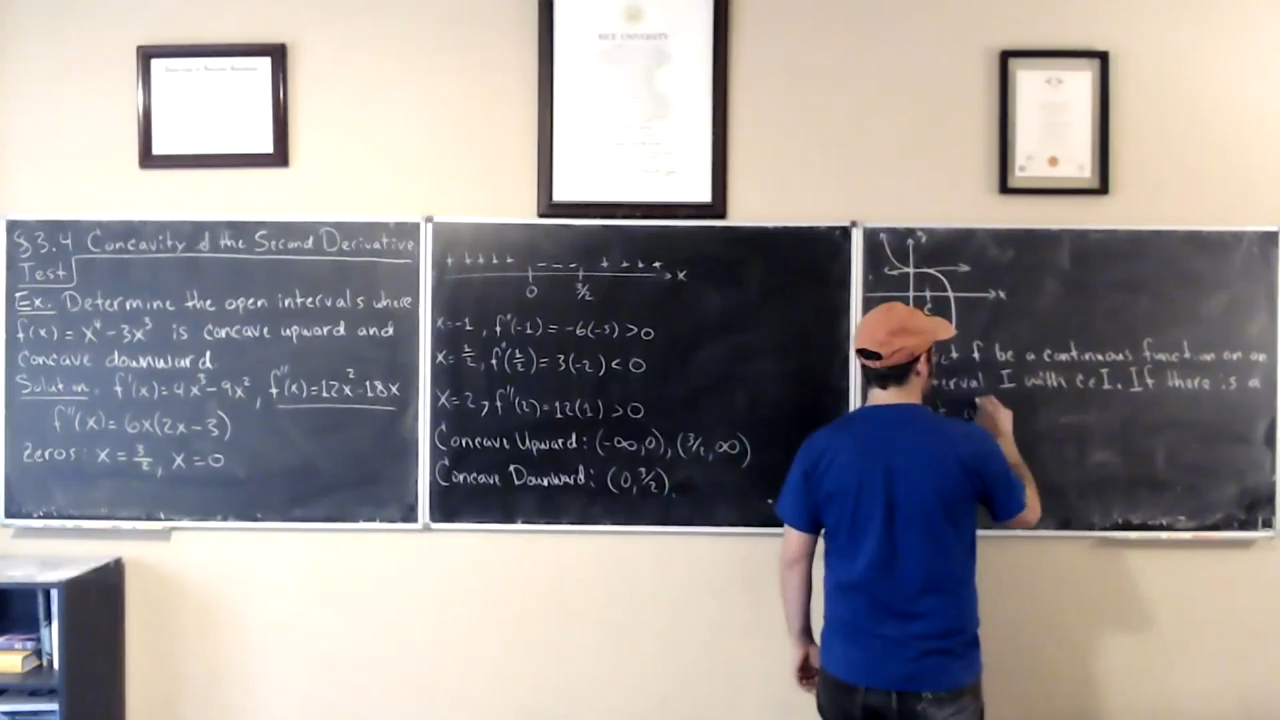 RICE UNIVERSITY
§3.4 Concavity & the Second Derivative
Test
Ex. Determine the open intervals where
f(x) = x⁴ - 3x³ is concave upward and
concave downward.
Solution. f'(x) = 4x³ - 9x², f''(x) = 12x² - 18x
f''(x) = 6x(2x - 3)
Zeros: x = 3/2, x = 0
+ + + + + - - - + + + +
0 3/2 x
x = -1, f''(-1) = -6(-5) > 0
x = 1/2, f''(1/2) = 3(-2) < 0
x = 2, f''(2) = 12(1) > 0
Concave Upward: (-∞, 0), (3/2, ∞)
Concave Downward: (0, 3/2).
y
x
c
let f be a continuous function on an
I with c∈I. If there is a